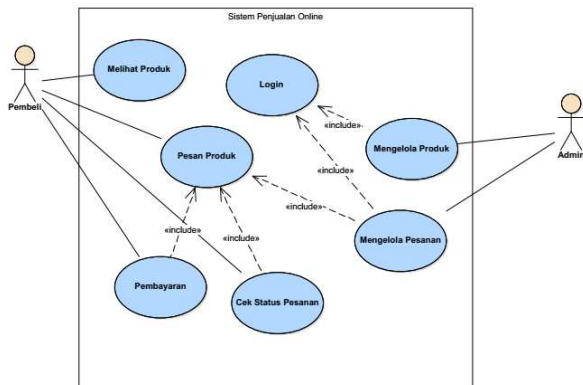 Sistem Penjualan Online
Melihat Produk
Login
Pembeli
«include»
Mengelola Produk
Admin
Pesan Produk
«include»
«include»
«include»
Mengelola Pesanan
«include»
Pembayaran
Cek Status Pesanan